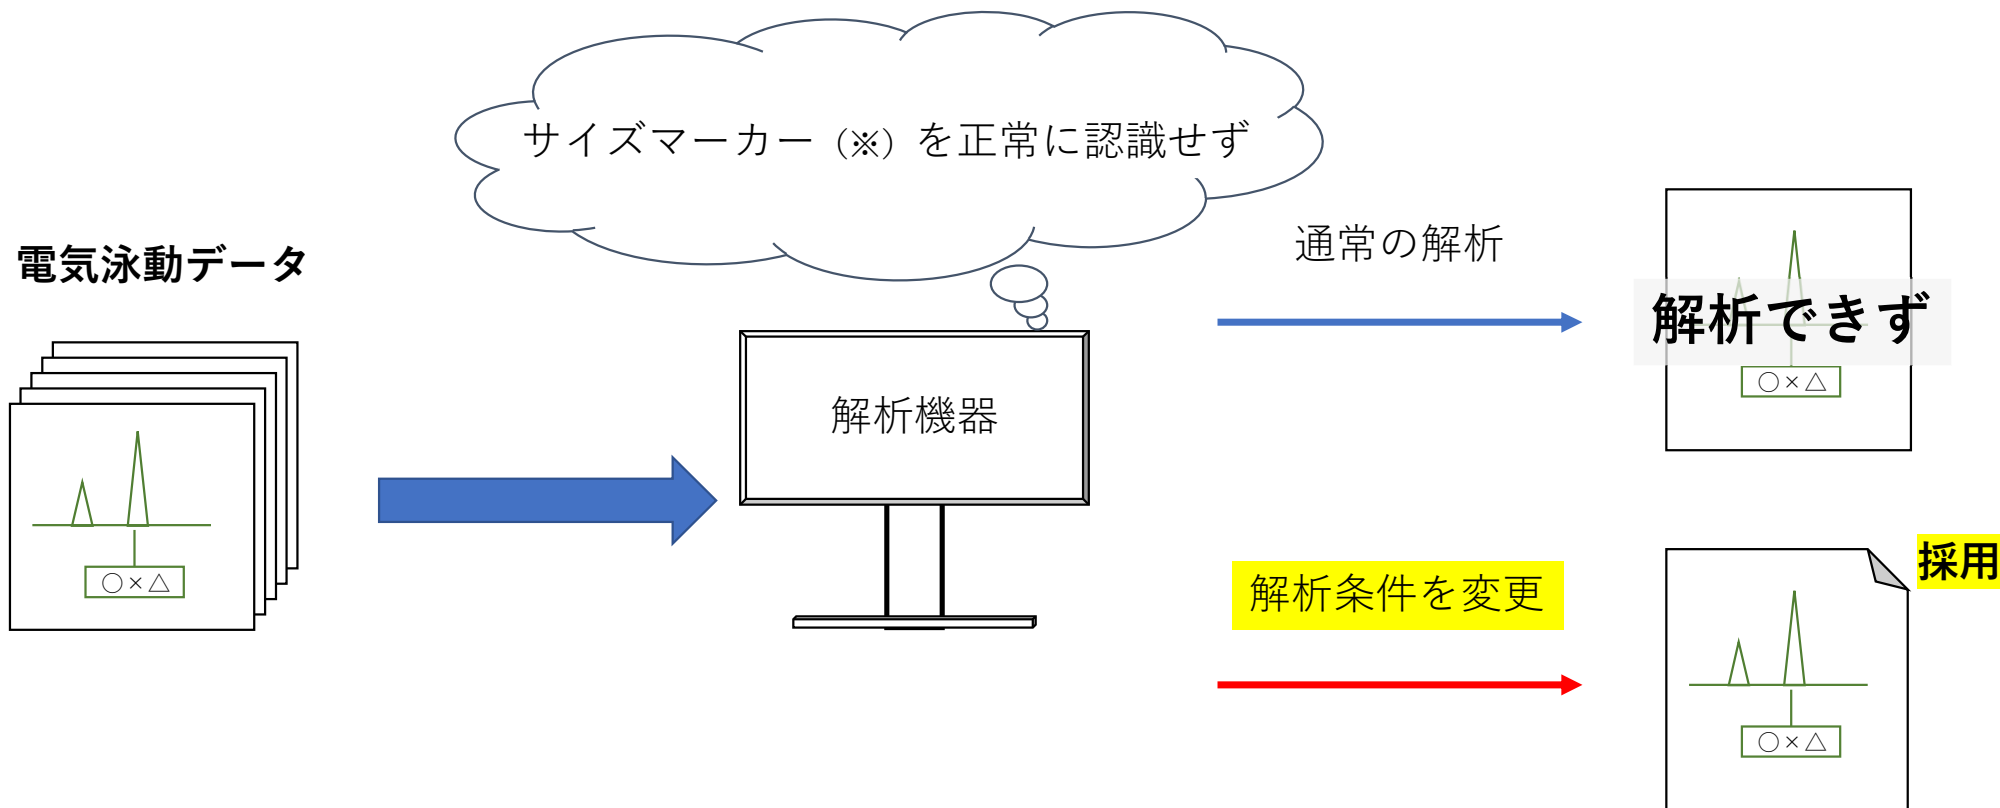 サイズマーカー（※）を正常に認識せず
通常の解析
電気泳動データ
解析できず
○×△
解析機器
採用
○×△
解析条件を変更
○×△